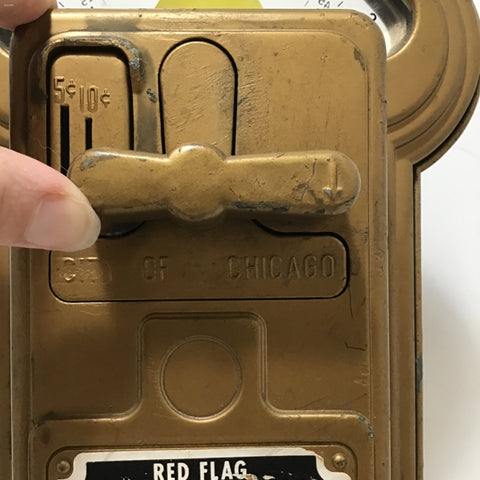 5¢ 10¢
CITY OF CHICAGO
RED FLAG